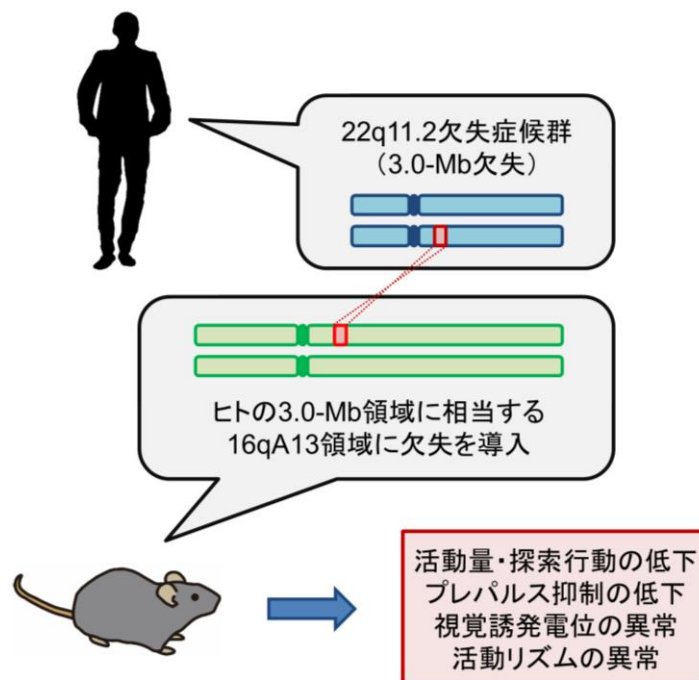 22q11.2欠失症候群
（3.0-Mb欠失）
ヒトの3.0-Mb領域に相当する
16qA13領域に欠失を導入
活動量・探索行動の低下
プレパルス抑制の低下
視覚誘発電位の異常
活動リズムの異常